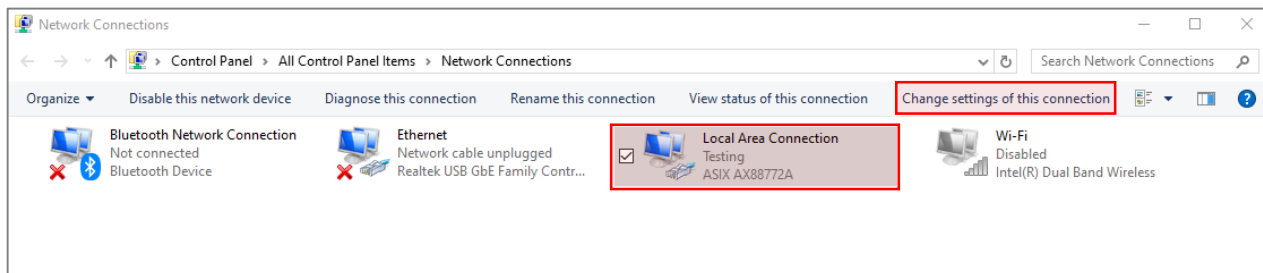 Network Connections
Control Panel > All Control Panel Items > Network Connections
Search Network Connections
Organize Disable this network device Diagnose this connection Rename this connection View status of this connection Change settings of this connection
Bluetooth Network Connection
Not connected
Bluetooth Device
Ethernet
Network cable unplugged
Realtek USB GbE Family Contr...
Local Area Connection
Testing
ASIX AX88772A
Wi-Fi
Disabled
Intel(R) Dual Band Wireless